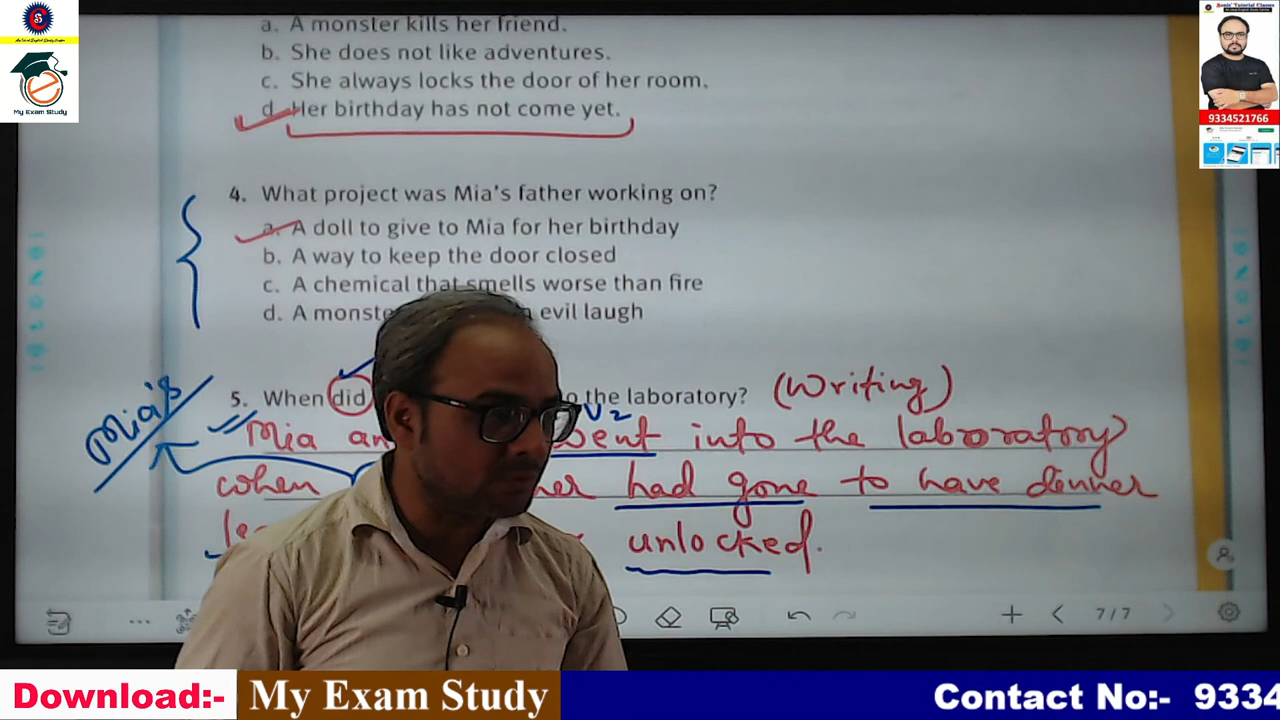 a. A monster kills her friend.
b. She does not like adventures.
c. She always locks the door of her room.
d. Her birthday has not come yet.
4. What project was Mia's father working on?
a. A doll to give to Mia for her birthday
b. A way to keep the door closed
c. A chemical that smells worse than fire
d. A evil laugh
5. When did the laboratory? (Writing)
V2
Mia went into the laboratory
when had gone to have dinner
unlocked.
Mia's
7/7
My Exam Study
Sonis' Tutorial Classes
9334521766
Download:- My Exam Study Contact No:- 9334